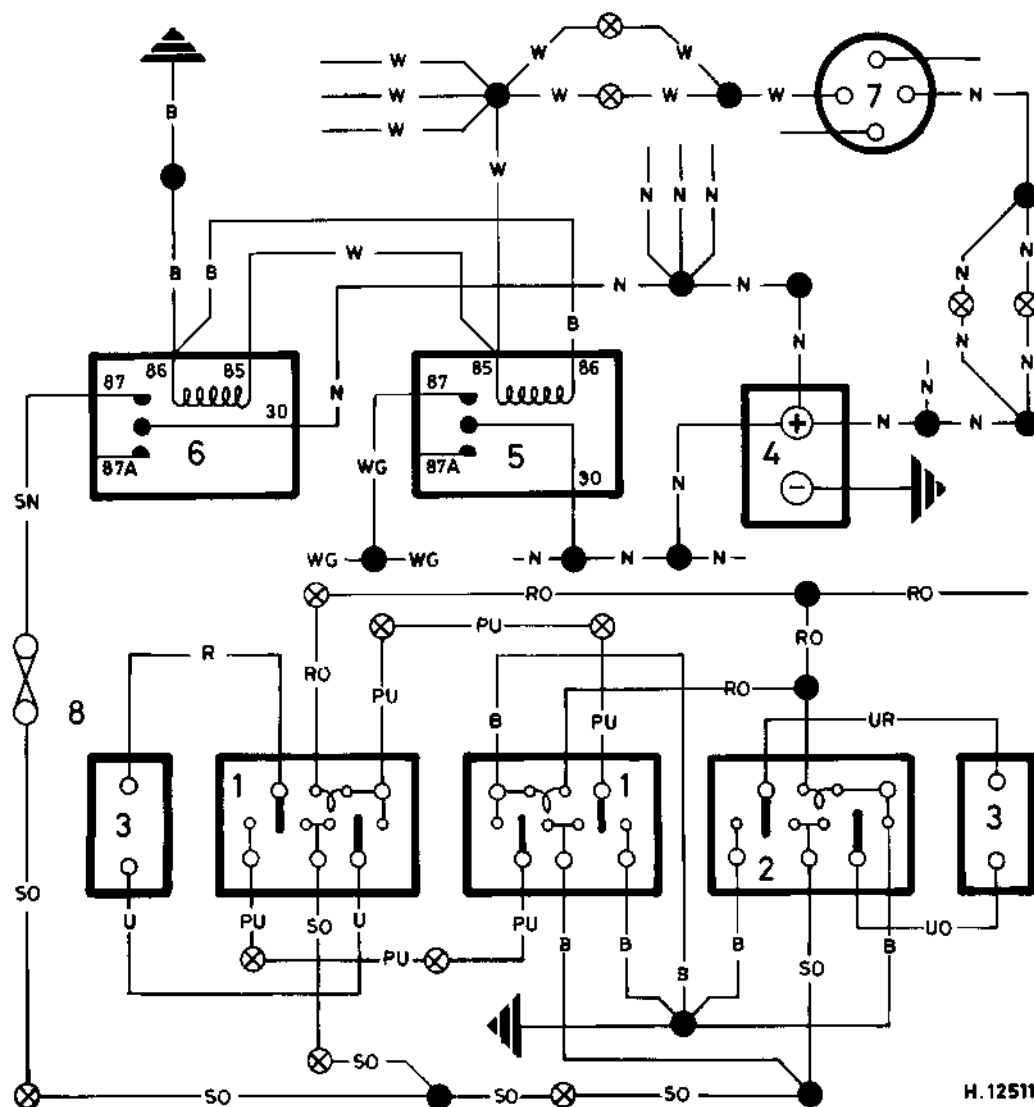 W W
W W W W
W 7 N
W
B
W
N N N
B B W N N
B N N N
86 85 85 86
87 30 N 87
6 5 4 + N N
87A 87A 30
WG N −
SN
WG WG N N N
RO RO
PU
R RO PU B PU RO RO
8 UR
1 1
3 3
2
U PU SO U PU B B B SO UO B
SO PU B
SO
SO SO SO
H.12511